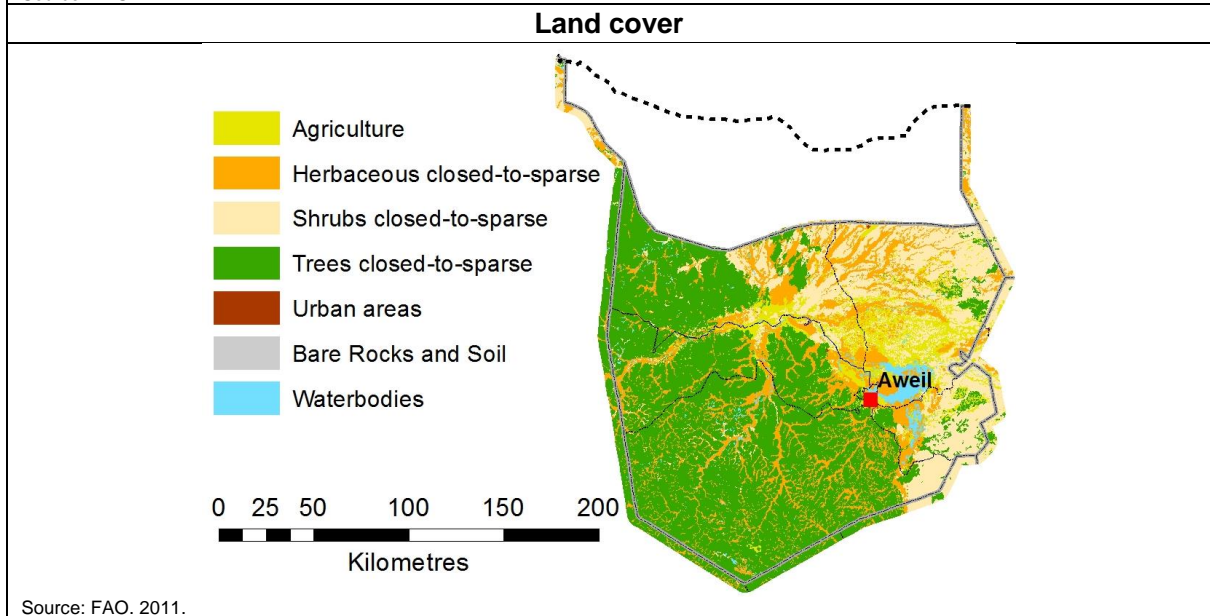 Land cover
Agriculture
Herbaceous closed-to-sparse
Shrubs closed-to-sparse
Trees closed-to-sparse
Urban areas
Bare Rocks and Soil
Waterbodies
Aweil
0 25 50 100 150 200
Kilometres
Source: FAO. 2011.